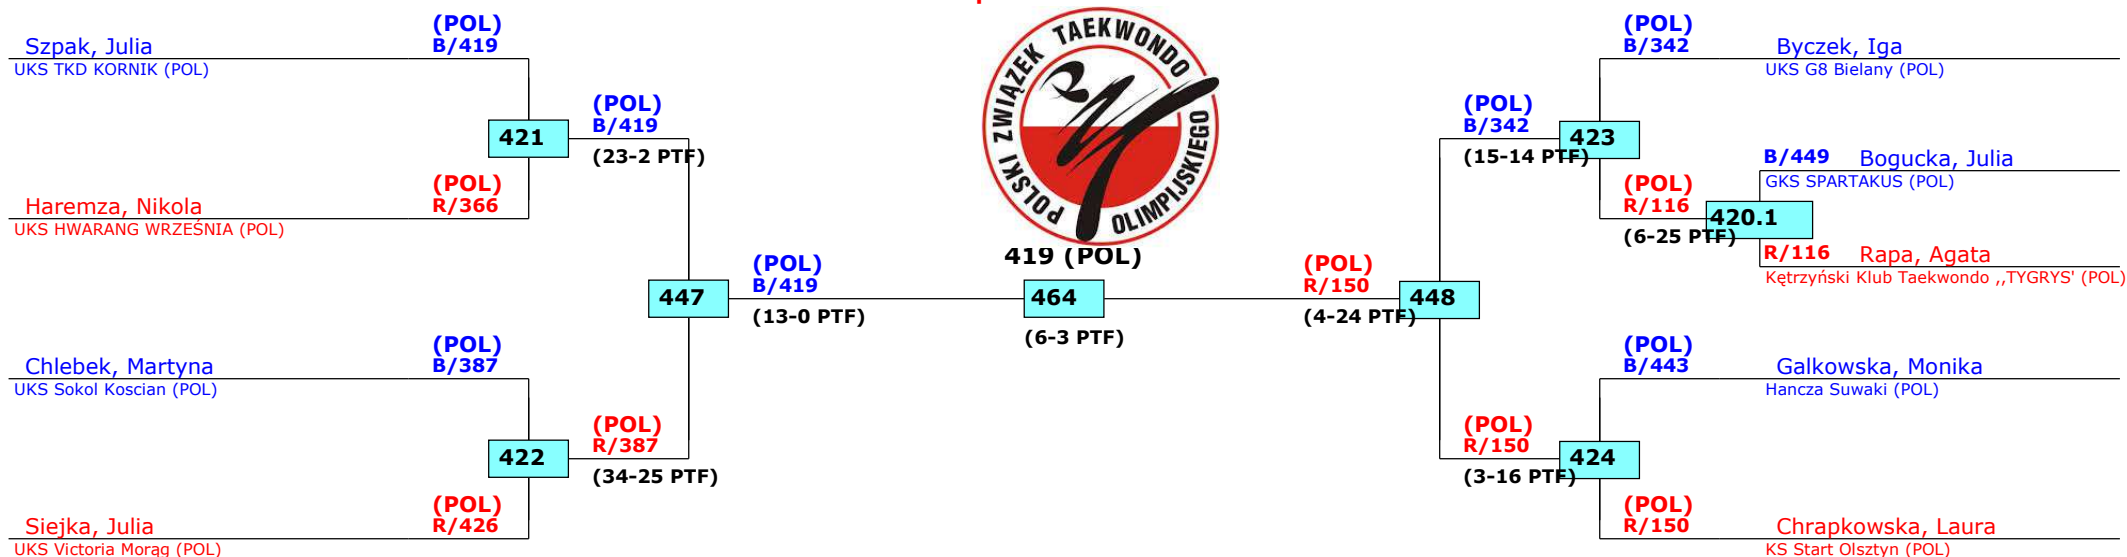 Szpak, Julia
UKS TKD KORNIK (POL)
(POL)
B/419
421
(POL)
B/419
(23-2 PTF)
Haremza, Nikola
UKS HWARANG WRZEŚNIA (POL)
(POL)
R/366
447
(POL)
B/419
(13-0 PTF)
Chlebek, Martyna
UKS Sokol Koscian (POL)
(POL)
B/387
422
(POL)
R/387
(34-25 PTF)
Siejka, Julia
UKS Victoria Morąg (POL)
(POL)
R/426
POLSKI ZWIĄZEK TAEKWONDO OLIMPIJSKIEGO
419 (POL)
464
(6-3 PTF)
(POL)
R/150
(4-24 PTF)
448
(POL)
B/342
(15-14 PTF)
423
(POL)
B/342
Byczek, Iga
UKS G8 Bielany (POL)
(POL)
R/116
(6-25 PTF)
420.1
B/449 Bogucka, Julia
GKS SPARTAKUS (POL)
R/116 Rapa, Agata
Kętrzyński Klub Taekwondo ,,TYGRYS' (POL)
(POL)
R/150
(3-16 PTF)
424
(POL)
B/443
Galkowska, Monika
Hancza Suwaki (POL)
(POL)
R/150
Chrapkowska, Laura
KS Start Olsztyn (POL)